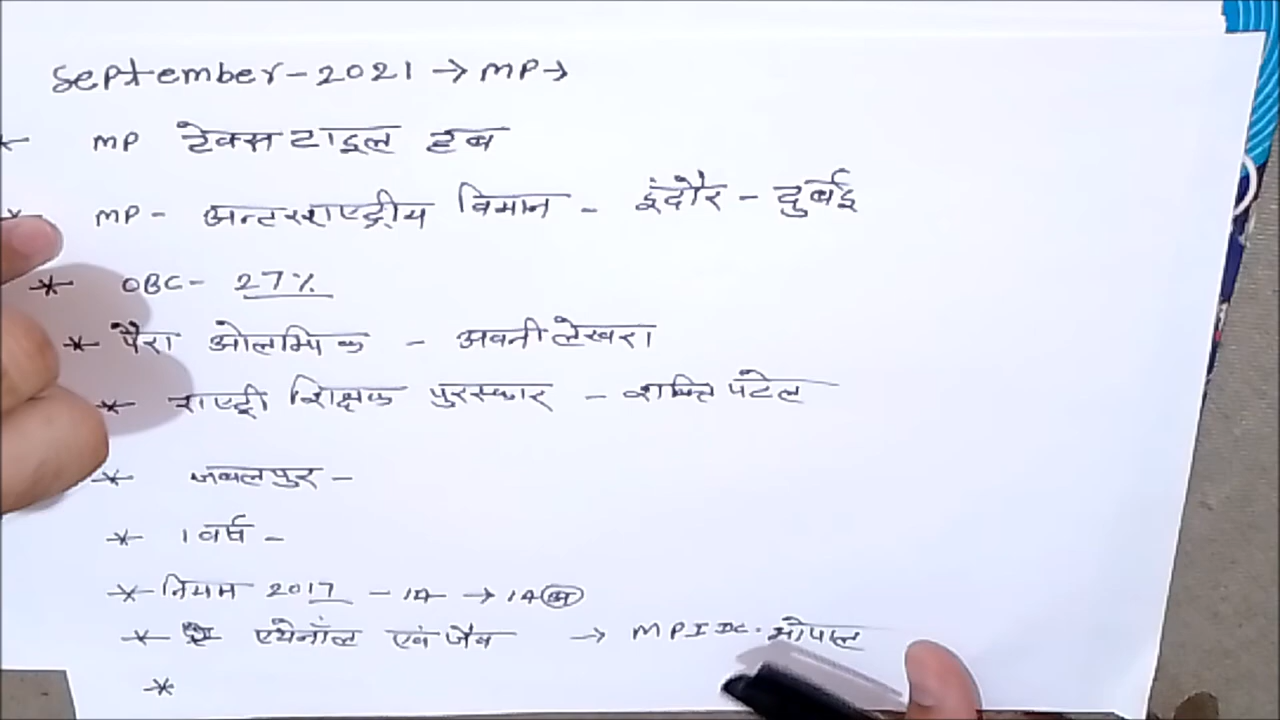 September-2021 → MP →
* MP टेक्सटाइल हब
* MP - अन्तरराष्ट्रीय विमान - इंदौर - दुबई
* OBC - 27%
* पैरा ओलम्पिक - अवनी लेखरा
* राष्ट्री शिक्षक पुरस्कार - शक्ति पटेल
* जबलपुर -
* 1 वर्ष -
* नियम 2017 - 14 → 14 अ
* एथेनॉल एवं जैव → MPIDC. भोपाल
*